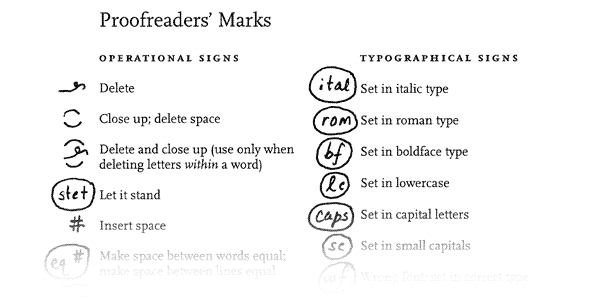 Proofreaders' Marks
OPERATIONAL SIGNS
Delete
Close up; delete space
Delete and close up (use only when
deleting letters within a word)
stet Let it stand
# Insert space
eq # Make space between words equal;
make space between lines equal
TYPOGRAPHICAL SIGNS
ital Set in italic type
rom Set in roman type
bf Set in boldface type
lc Set in lowercase
caps Set in capital letters
sc Set in small capitals
wf Wrong font; set in correct type